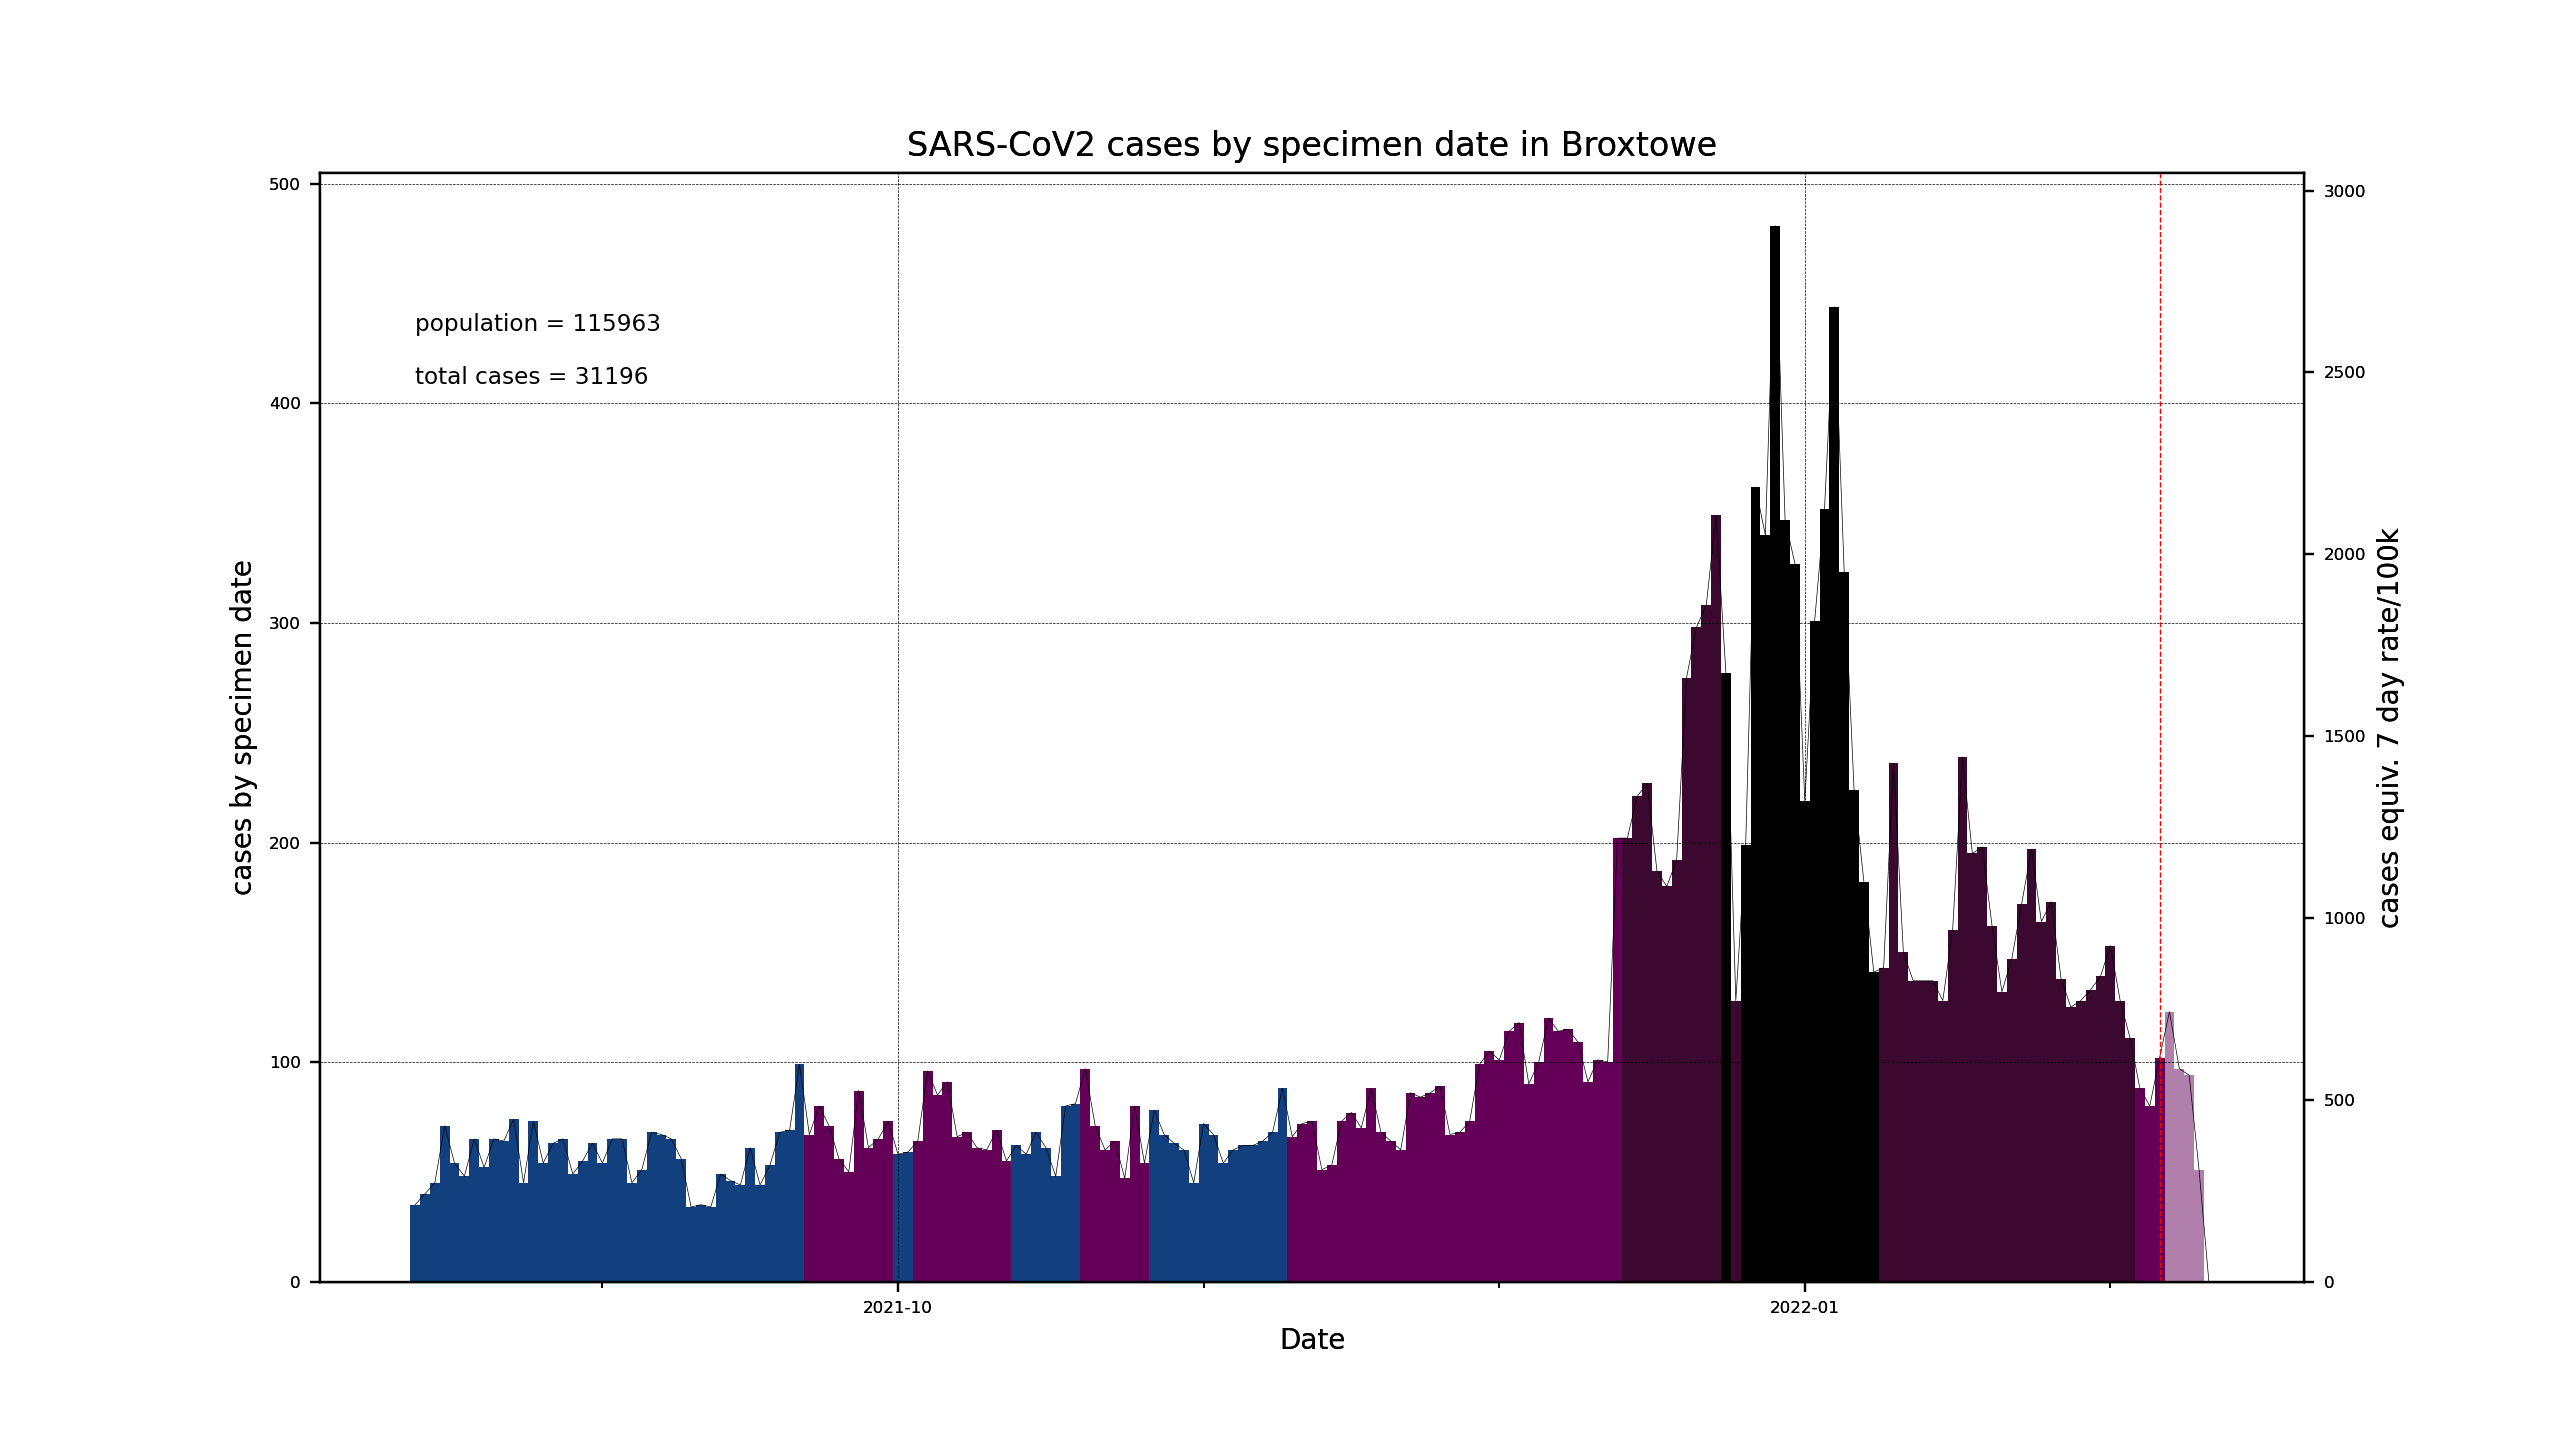 SARS-CoV2 cases by specimen date in Broxtowe
population = 115963
total cases = 31196
cases by specimen date
500
400
300
200
100
0
3000
2500
2000
1500
1000
500
0
cases equiv. 7 day rate/100k
2021-10
2022-01
Date